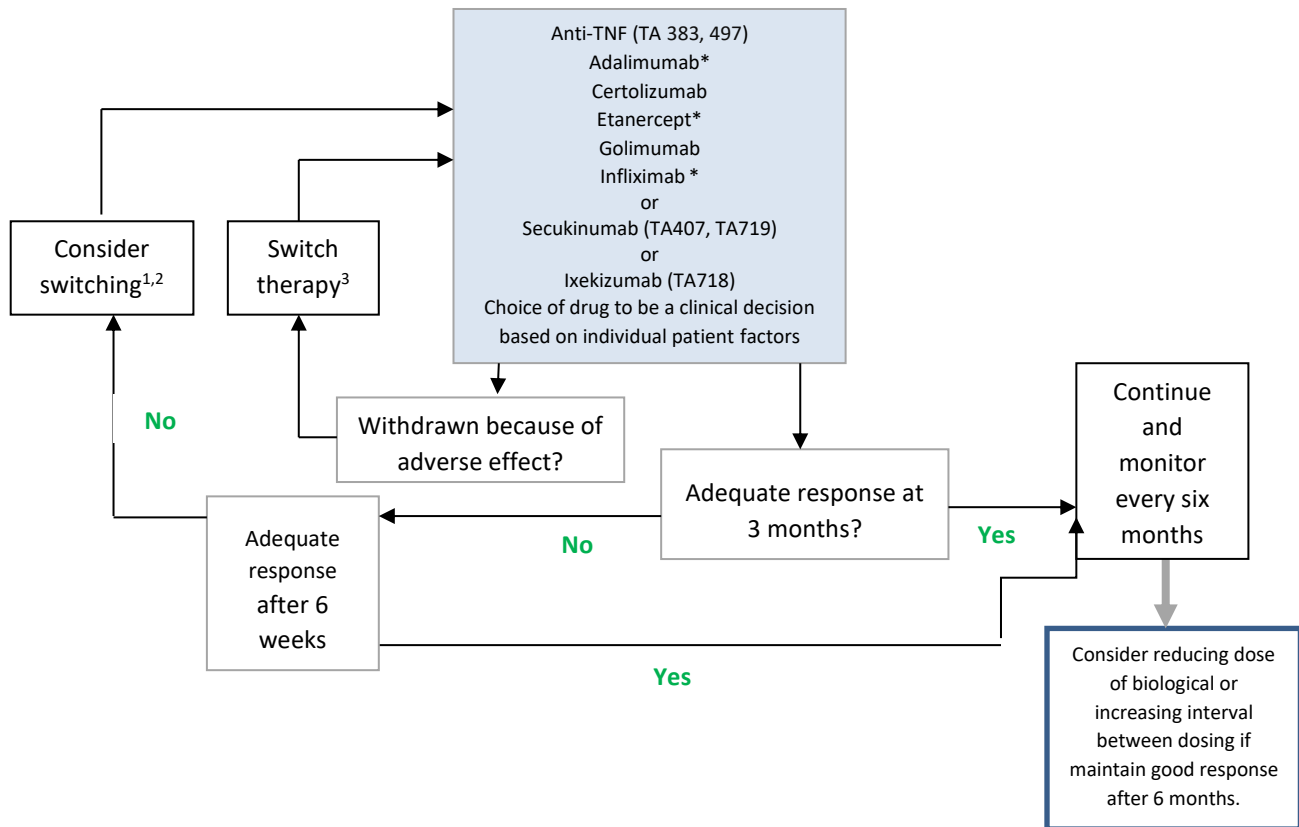 Anti-TNF (TA 383, 497)
Adalimumab*
Certolizumab
Etanercept*
Golimumab
Infliximab *
or
Secukinumab (TA407, TA719)
or
Ixekizumab (TA718)
Choice of drug to be a clinical decision
based on individual patient factors
Consider
switching1,2
Switch
therapy3
No
Withdrawn because of
adverse effect?
Adequate response at
3 months?
Continue
and
monitor
every six
months
Yes
No
Adequate
response
after 6
weeks
Yes
Consider reducing dose
of biological or
increasing interval
between dosing if
maintain good response
after 6 months.